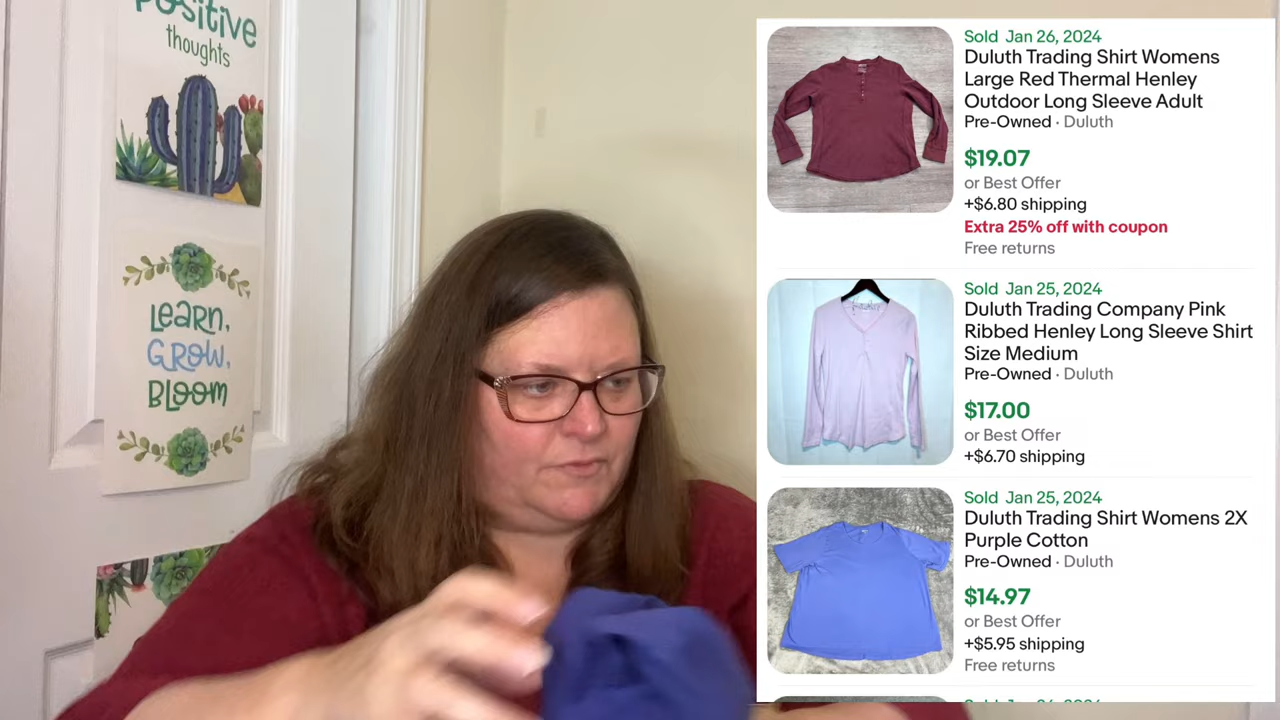 Positive
thoughts
LEARN,
GROW,
BLOOM
Sold Jan 26, 2024
Duluth Trading Shirt Womens
Large Red Thermal Henley
Outdoor Long Sleeve Adult
Pre-Owned · Duluth
$19.07
or Best Offer
+$6.80 shipping
Extra 25% off with coupon
Free returns
Sold Jan 25, 2024
Duluth Trading Company Pink
Ribbed Henley Long Sleeve Shirt
Size Medium
Pre-Owned · Duluth
$17.00
or Best Offer
+$6.70 shipping
Sold Jan 25, 2024
Duluth Trading Shirt Womens 2X
Purple Cotton
Pre-Owned · Duluth
$14.97
or Best Offer
+$5.95 shipping
Free returns